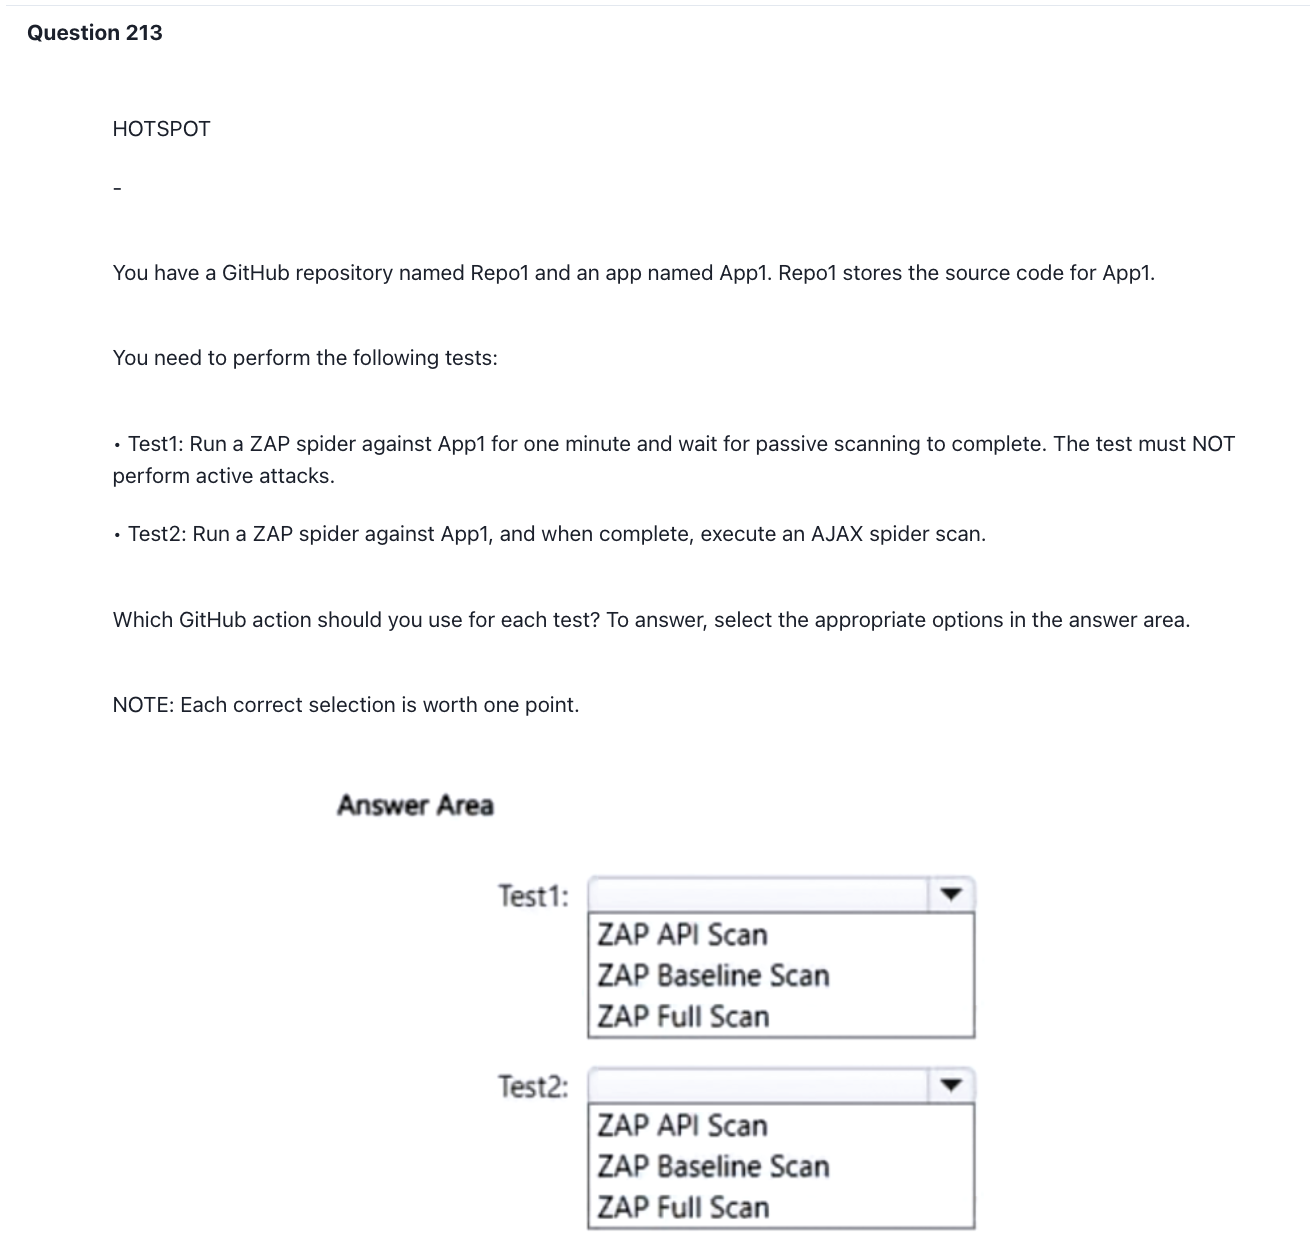 Question 213
HOTSPOT
-
You have a GitHub repository named Repo1 and an app named App1. Repo1 stores the source code for App1.
You need to perform the following tests:
• Test1: Run a ZAP spider against App1 for one minute and wait for passive scanning to complete. The test must NOT
perform active attacks.
• Test2: Run a ZAP spider against App1, and when complete, execute an AJAX spider scan.
Which GitHub action should you use for each test? To answer, select the appropriate options in the answer area.
NOTE: Each correct selection is worth one point.
Answer Area
Test1:
ZAP API Scan
ZAP Baseline Scan
ZAP Full Scan
Test2:
ZAP API Scan
ZAP Baseline Scan
ZAP Full Scan